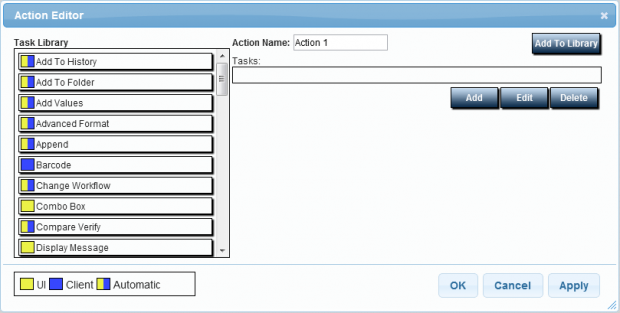 Action Editor
Task Library
Add To History
Add To Folder
Add Values
Advanced Format
Append
Barcode
Change Workflow
Combo Box
Compare Verify
Display Message
Action Name: Action 1
Add To Library
Tasks:
Add Edit Delete
UI Client Automatic
OK Cancel Apply